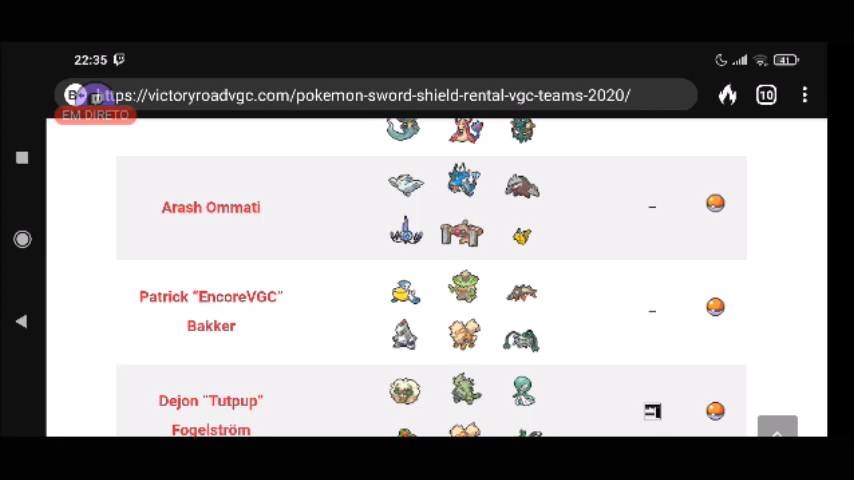 22:35
41
https://victoryroadvgc.com/pokemon-sword-shield-rental-vgc-teams-2020/
10
EM DIRETO
Arash Ommati
–
Patrick “EncoreVGC”
Bakker
–
Dejon “Tutpup”
Fogelström